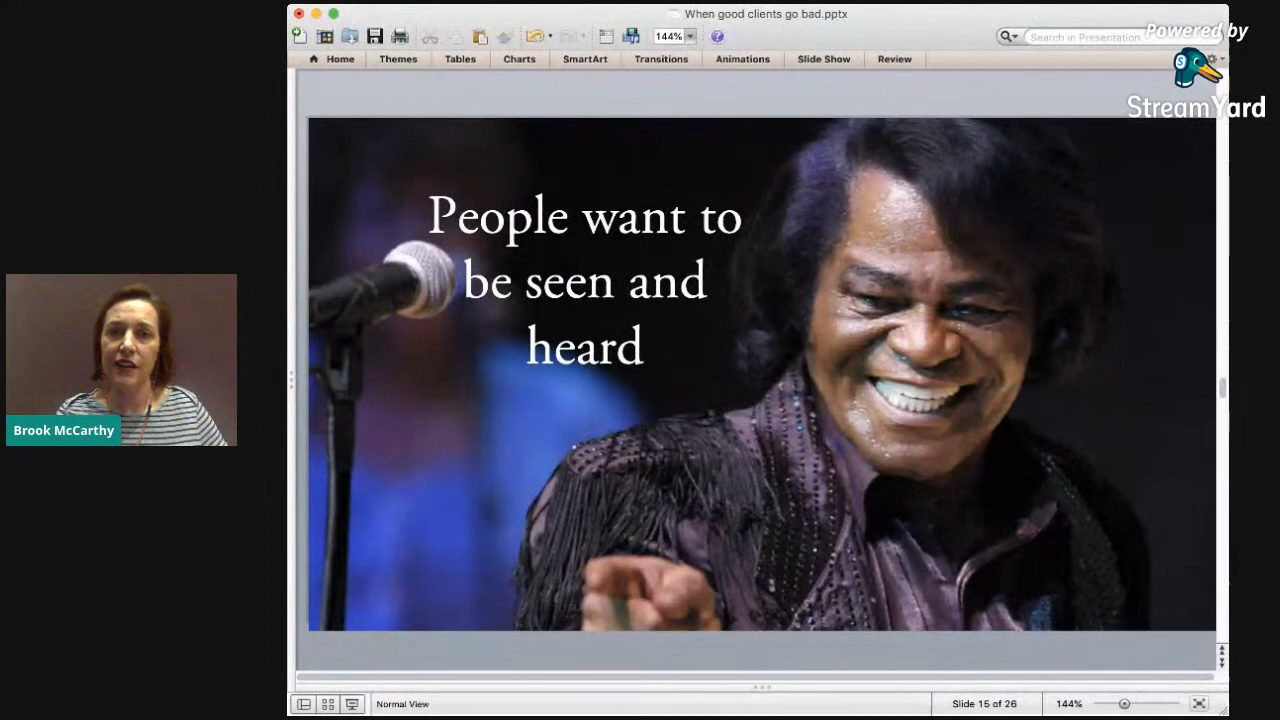 When good clients go bad.pptx
144%
Search in Presentation
Powered by
StreamYard
Home Themes Tables Charts SmartArt Transitions Animations Slide Show Review
People want to
be seen and
heard
Brook McCarthy
Normal View Slide 15 of 26 144%